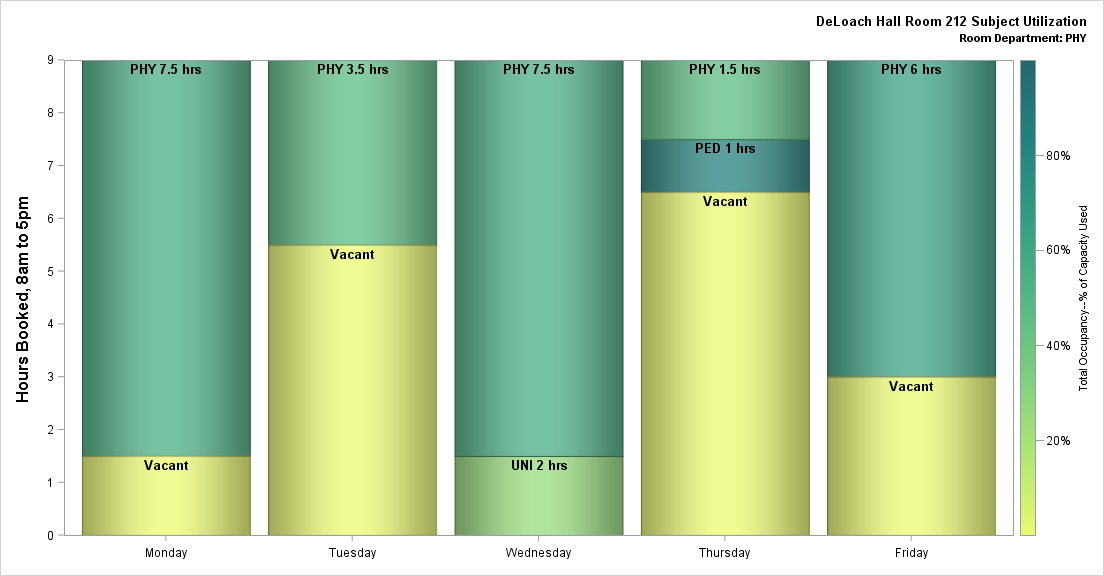 DeLoach Hall Room 212 Subject Utilization
Room Department: PHY
Hours Booked, 8am to 5pm
9
8
7
6
5
4
3
2
1
0
PHY 7.5 hrs
Vacant
PHY 3.5 hrs
Vacant
PHY 7.5 hrs
UNI 2 hrs
PHY 1.5 hrs
PED 1 hrs
Vacant
PHY 6 hrs
Vacant
Monday
Tuesday
Wednesday
Thursday
Friday
80%
60%
40%
20%
Total Occupancy--% of Capacity Used